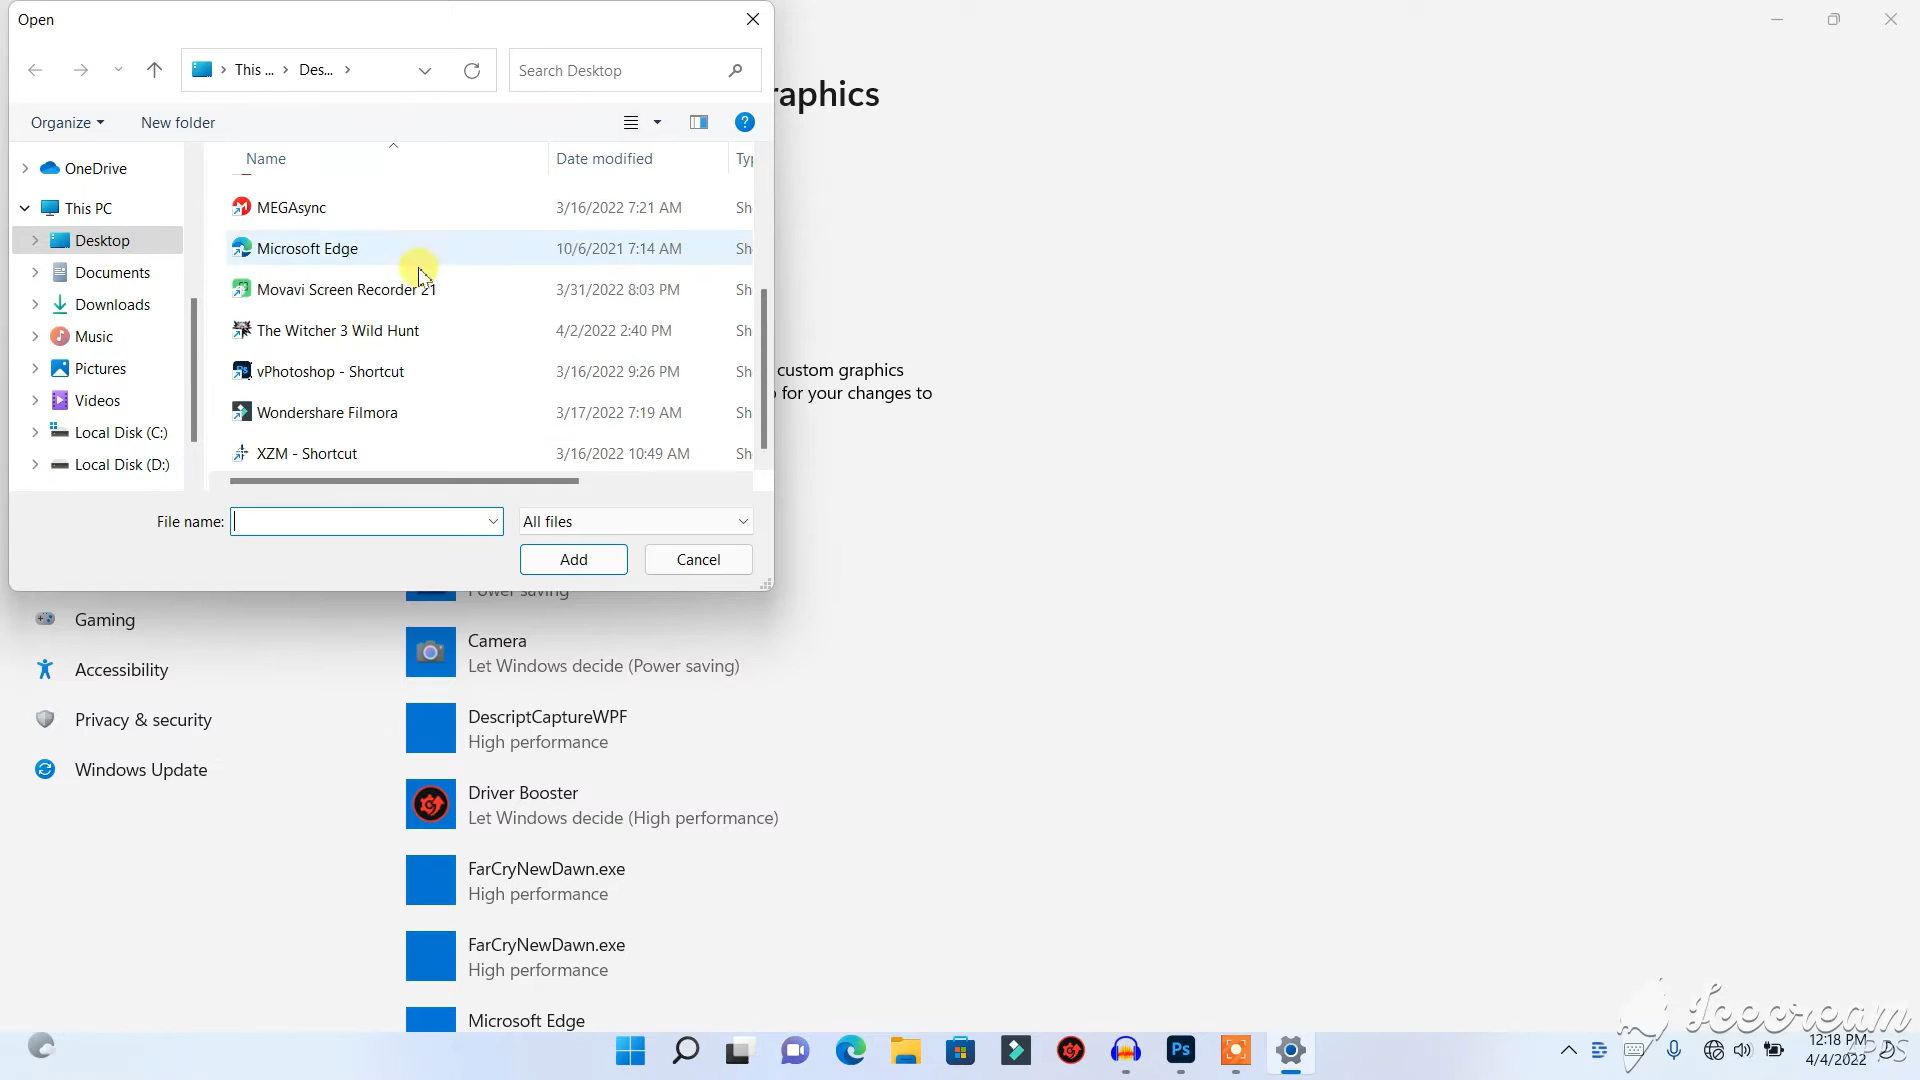 Open
This ...
Des...
Search Desktop
Organize
New folder
?
OneDrive
This PC
Desktop
Documents
Downloads
Music
Pictures
Videos
Local Disk (C:)
Local Disk (D:)
Name
Date modified
MEGAsync 3/16/2022 7:21 AM Sh
Microsoft Edge 10/6/2021 7:14 AM Sh
Movavi Screen Recorder 21 3/31/2022 8:03 PM Sh
The Witcher 3 Wild Hunt 4/2/2022 2:40 PM Sh
vPhotoshop - Shortcut 3/16/2022 9:26 PM Sh
Wondershare Filmora 3/17/2022 7:19 AM Sh
XZM - Shortcut 3/16/2022 10:49 AM Sh
File name:
All files
Add
Cancel
raphics
custom graphics
for your changes to
Gaming
Accessibility
Privacy & security
Windows Update
Power saving
Camera
Let Windows decide (Power saving)
DescriptCaptureWPF
High performance
Driver Booster
Let Windows decide (High performance)
FarCryNewDawn.exe
High performance
FarCryNewDawn.exe
High performance
Microsoft Edge
Ps
12:18 PM
4/4/2022
Icecream
APPS